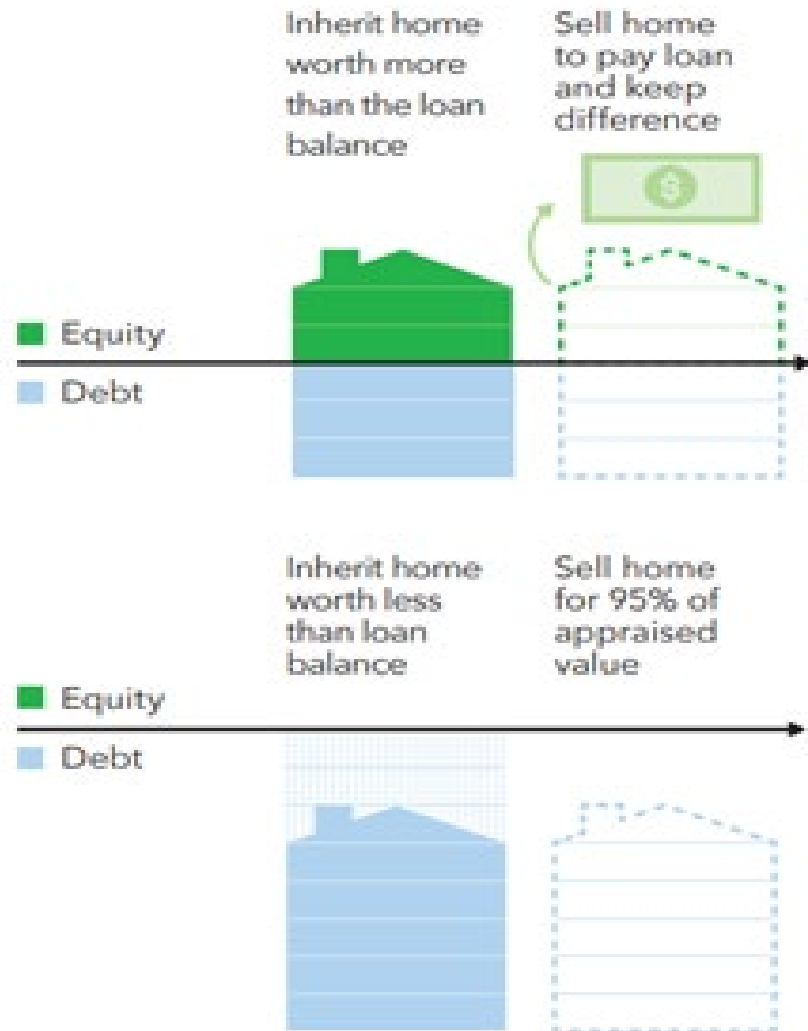 Inherit home
worth more
than the loan
balance
Sell home
to pay loan
and keep
difference
$
Equity
Debt
Inherit home
worth less
than loan
balance
Sell home
for 95% of
appraised
value
Equity
Debt